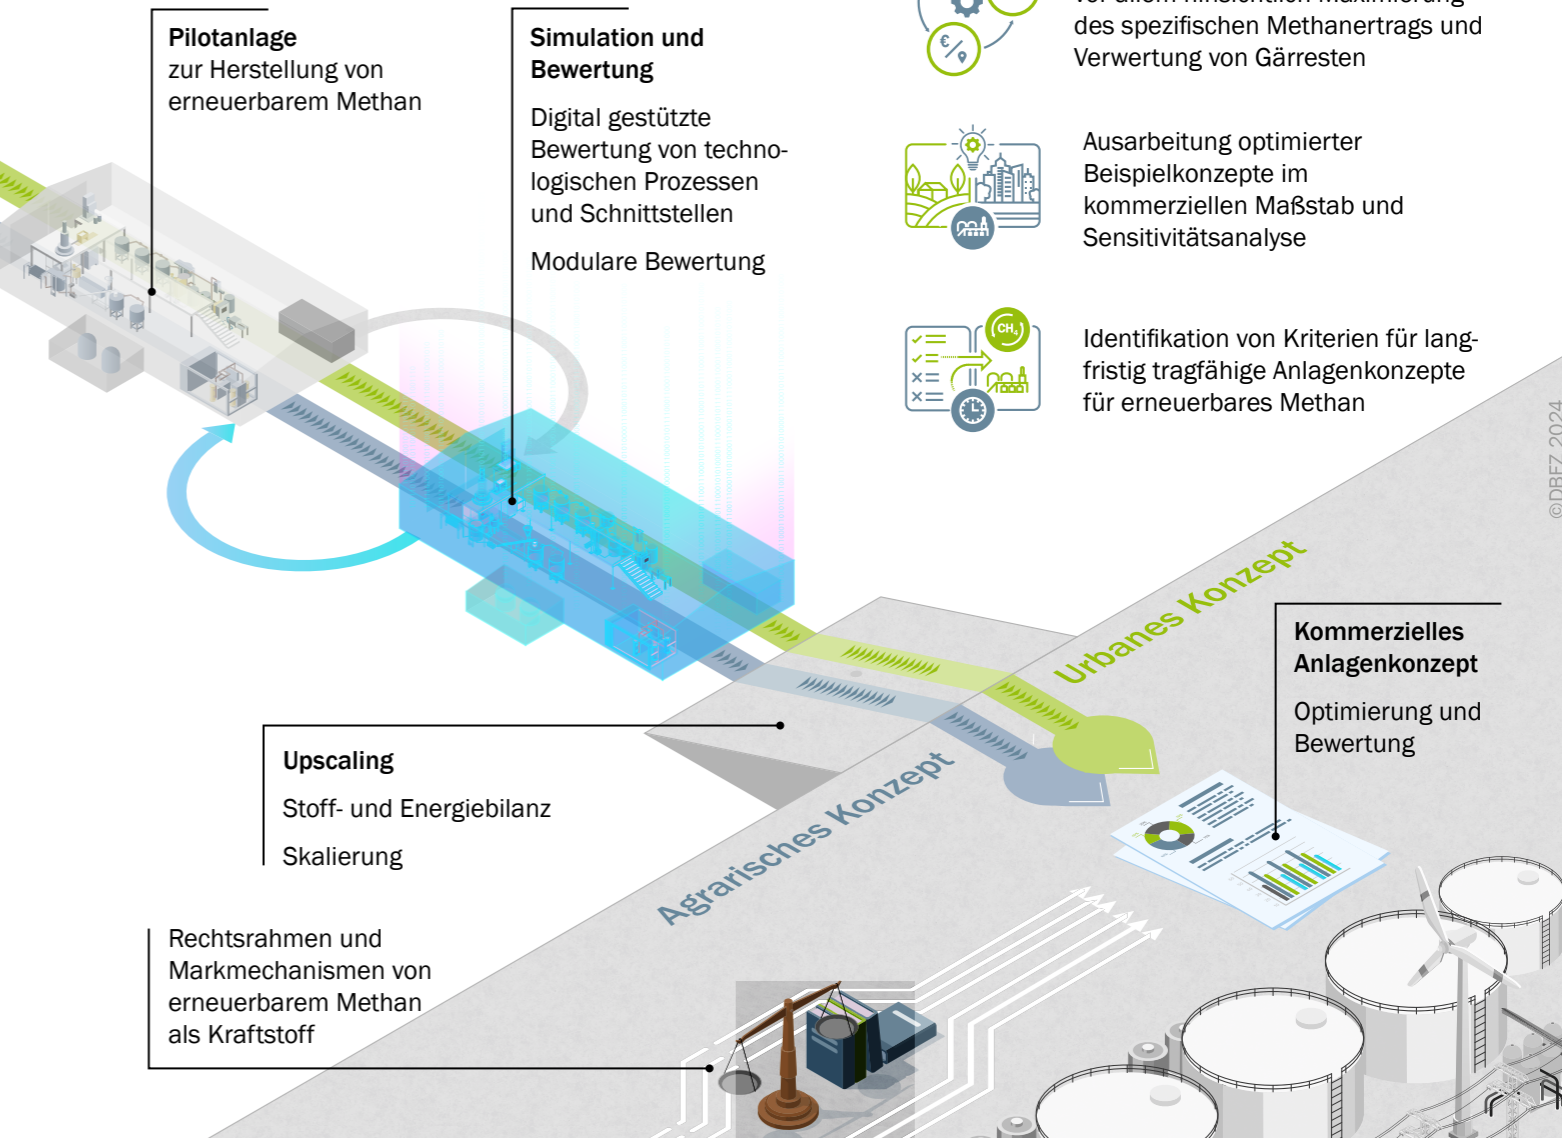 Pilotanlage
zur Herstellung von
erneuerbarem Methan
Simulation und
Bewertung
Digital gestützte
Bewertung von techno-
logischen Prozessen
und Schnittstellen
Modulare Bewertung
des spezifischen Methanertrags und
Verwertung von Gärresten
Ausarbeitung optimierter
Beispielkonzepte im
kommerziellen Maßstab und
Sensitivitätsanalyse
CH₄
Identifikation von Kriterien für lang-
fristig tragfähige Anlagenkonzepte
für erneuerbares Methan
©DBFZ 2024
Urbanes Konzept
Agrarisches Konzept
Kommerzielles
Anlagenkonzept
Optimierung und
Bewertung
Upscaling
Stoff- und Energiebilanz
Skalierung
Rechtsrahmen und
Markmechanismen von
erneuerbarem Methan
als Kraftstoff